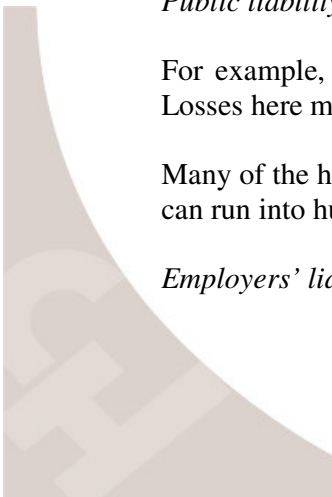 Public liability
For example,
Losses here m
Many of the h
can run into hu
Employers' lia